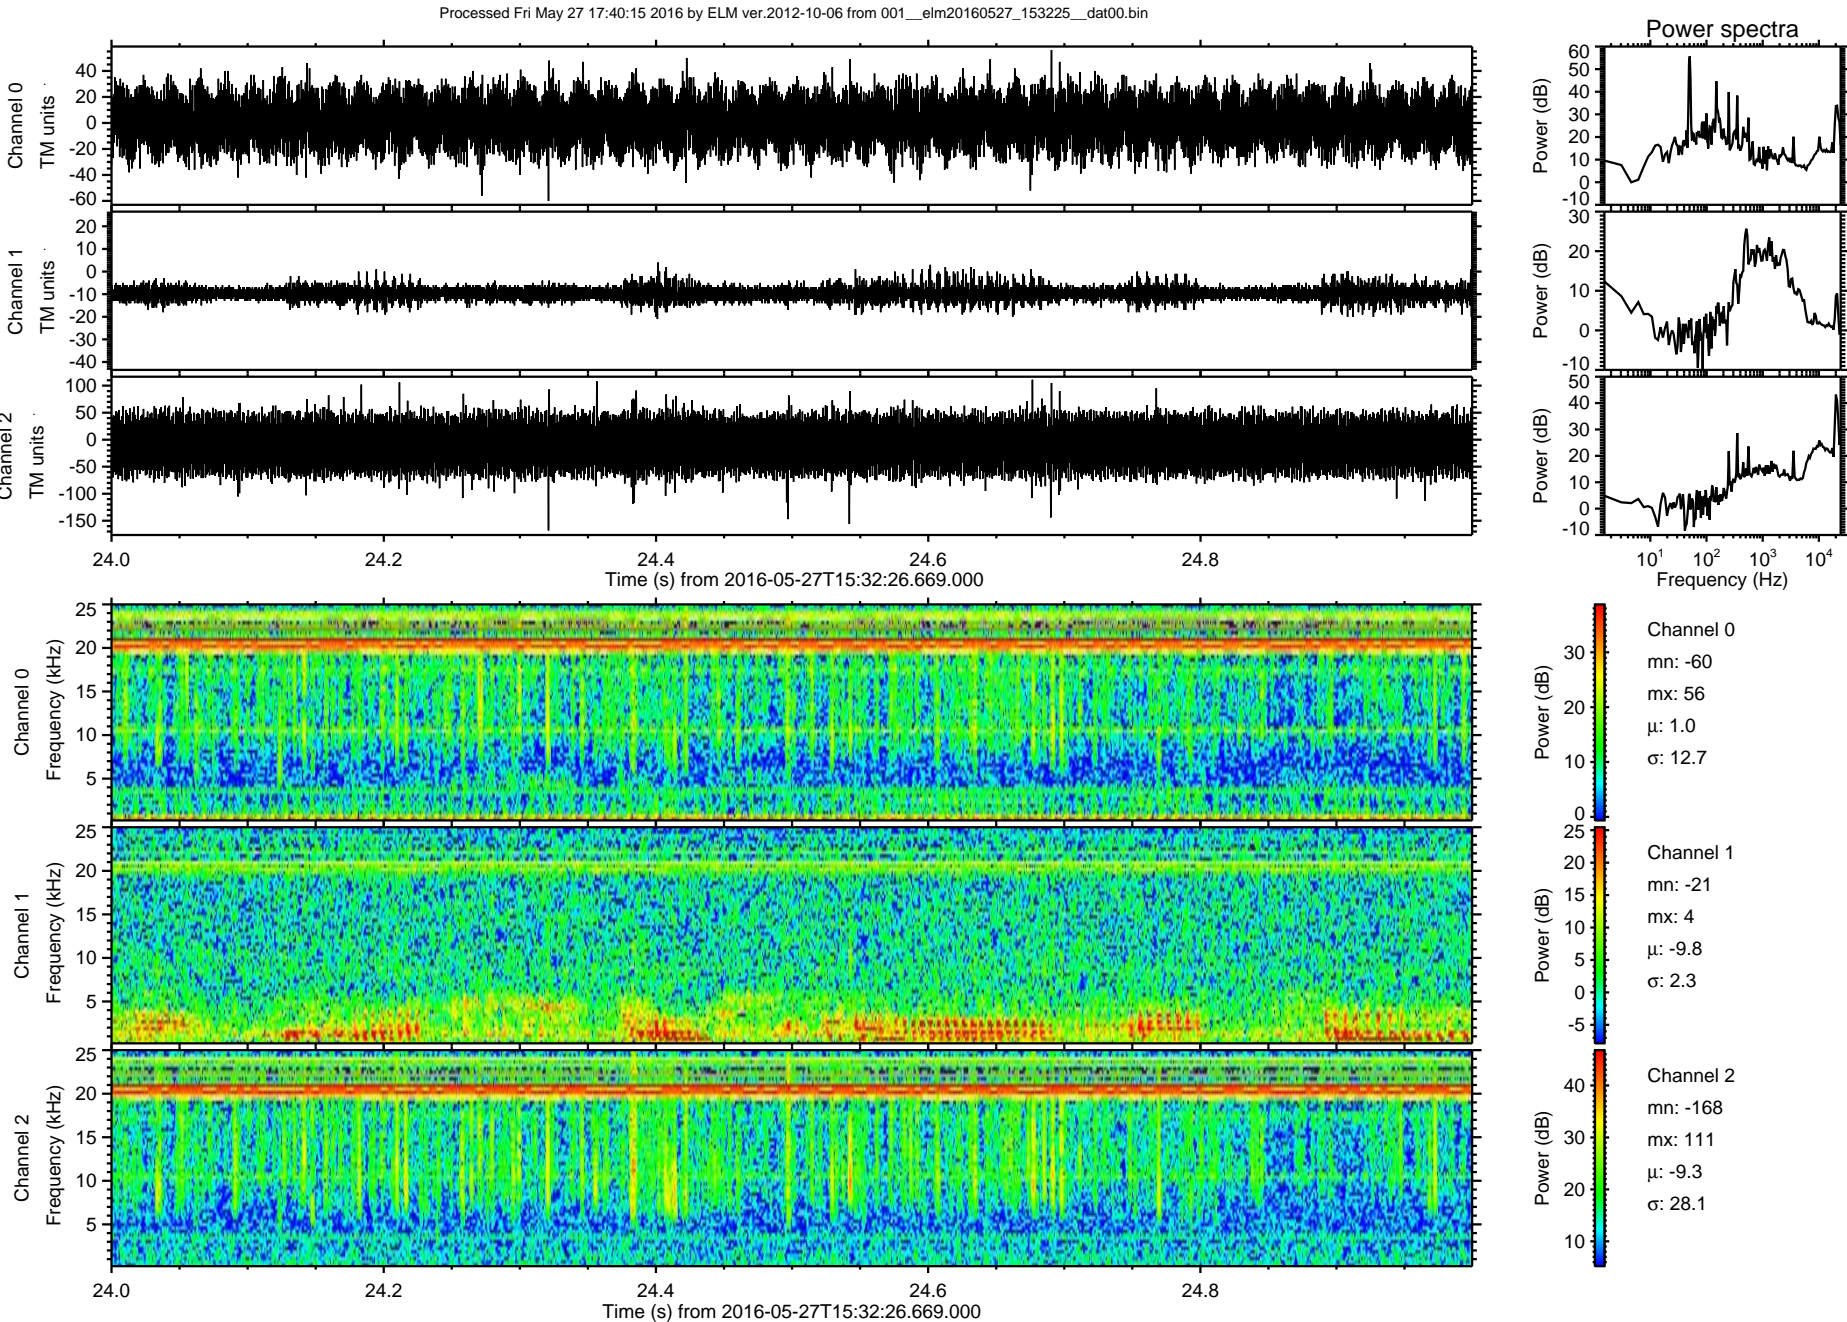 Processed Fri May 27 17:40:15 2016 by ELM ver.2012-10-06 from 001__elm20160527_153225__dat00.bin
Power spectra
Channel 0
TM units
40
20
0
-20
-40
-60
Power (dB)
60
50
40
30
20
10
0
-10
Channel 1
TM units
20
10
0
-10
-20
-30
-40
Power (dB)
30
20
10
0
-10
Channel 2
TM units
100
50
0
-50
-100
-150
Power (dB)
50
40
30
20
10
0
-10
24.0 24.2 24.4 24.6 24.8
Time (s) from 2016-05-27T15:32:26.669.000
10¹ 10² 10³ 10⁴
Frequency (Hz)
Channel 0
Frequency (kHz)
25
20
15
10
5
Power (dB)
30
20
10
0
Channel 0
mn: -60
mx: 56
μ: 1.0
σ: 12.7
Channel 1
Frequency (kHz)
25
20
15
10
5
Power (dB)
25
20
15
10
5
0
-5
Channel 1
mn: -21
mx: 4
μ: -9.8
σ: 2.3
Channel 2
Frequency (kHz)
25
20
15
10
5
Power (dB)
40
30
20
10
Channel 2
mn: -168
mx: 111
μ: -9.3
σ: 28.1
24.0 24.2 24.4 24.6 24.8
Time (s) from 2016-05-27T15:32:26.669.000